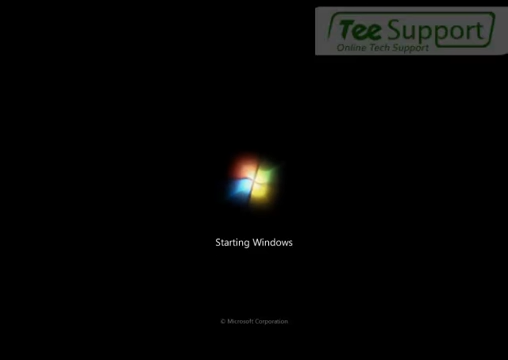 Tee Support
Online Tech Support
Starting Windows
© Microsoft Corporation